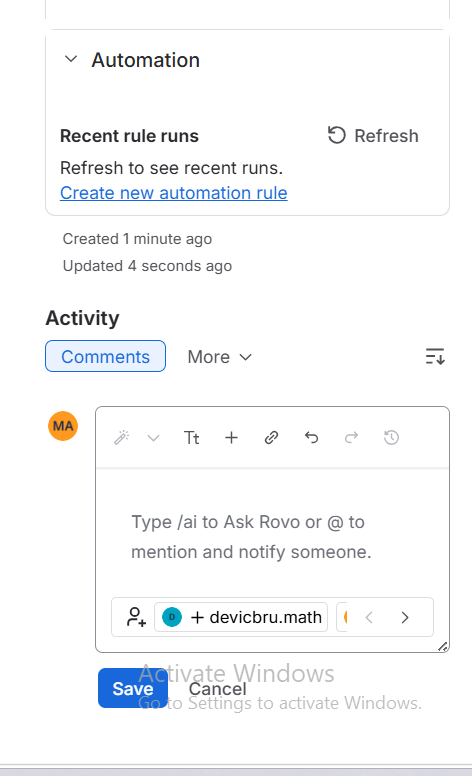 Automation
Recent rule runs
Refresh
Refresh to see recent runs.
Create new automation rule
Created 1 minute ago
Updated 4 seconds ago
Activity
Comments
More
MA
Tt
Type /ai to Ask Rovo or @ to
mention and notify someone.
D
+ devicbru.math
Activate Windows
Save
Cancel
Go to Settings to activate Windows.